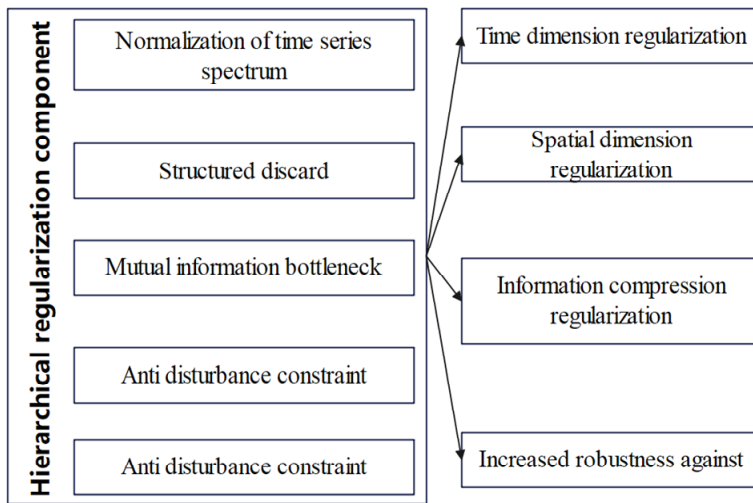 Hierarchical regularization component
Normalization of time series
spectrum
Structured discard
Mutual information bottleneck
Anti disturbance constraint
Anti disturbance constraint
Time dimension regularization
Spatial dimension
regularization
Information compression
regularization
Increased robustness against